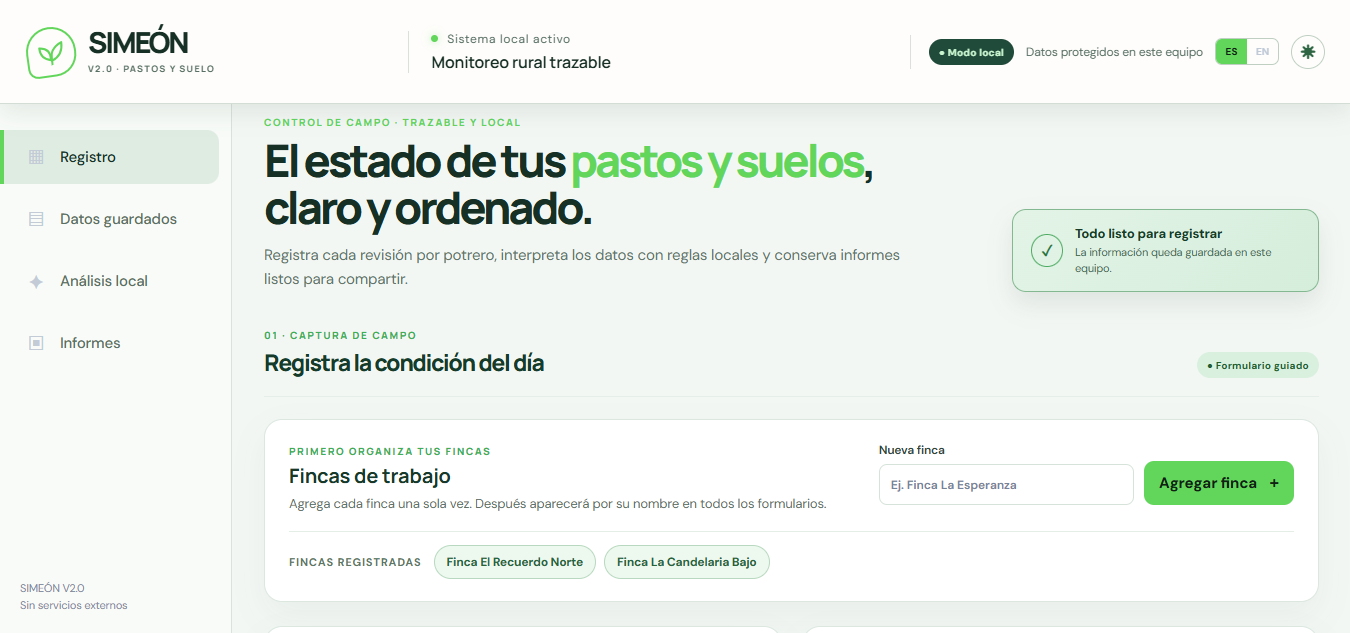 SIMEÓN
V2.0 · PASTOS Y SUELO
Sistema local activo
Monitoreo rural trazable
Modo local
Datos protegidos en este equipo
ES
EN
Registro
Datos guardados
Análisis local
Informes
SIMEÓN V2.0
Sin servicios externos
CONTROL DE CAMPO · TRAZABLE Y LOCAL
El estado de tus pastos y suelos,
claro y ordenado.
Registra cada revisión por potrero, interpreta los datos con reglas locales y conserva informes
listos para compartir.
Todo listo para registrar
La información queda guardada en este
equipo.
01 · CAPTURA DE CAMPO
Registra la condición del día
Formulario guiado
PRIMERO ORGANIZA TUS FINCAS
Fincas de trabajo
Agrega cada finca una sola vez. Después aparecerá por su nombre en todos los formularios.
Nueva finca
Ej. Finca La Esperanza
Agregar finca +
FINCAS REGISTRADAS
Finca El Recuerdo Norte
Finca La Candelaria Bajo